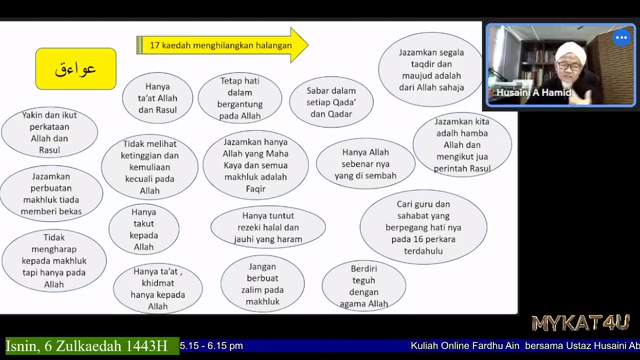 عواءق
17 kaedah menghilangkan halangan
Hanya
ta'at Allah
dan Rasul
Tetap hati
dalam
bergantung
pada Allah
Sabar dalam
setiap Qada'
dan Qadar
Jazamkan segala
taqdir dan
maujud adalah
dari Allah sahaja
Husaini A Hamid
Yakin dan ikut
perkataan
Allah dan
Rasul
Tidak melihat
ketinggian dan
kemuliaan
kecuali pada
Allah
Jazamkan hanya
Allah yang Maha
Kaya dan semua
makhluk adalah
Faqir
Hanya Allah
sebenar nya
yang di sembah
Jazamkan kita
adalh hamba
Allah dan
mengikut jua
perintah Rasul
Jazamkan
perbuatan
makhluk tiada
memberi bekas
Hanya
takut
kepada
Allah
Hanya tuntut
rezeki halal dan
jauhi yang haram
Cari guru dan
sahabat yang
berpegang hati nya
pada 16 perkara
terdahulu
Tidak
mengharap
kepada makhluk
tapi hanya pada
Allah
Hanya ta'at ,
khidmat
hanya kepada
Allah
Jangan
berbuat
zalim pada
makhluk
Berdiri
teguh
dengan
agama Allah
MYKAT4U
Isnin, 6 Zulkaedah 1443H
5.15 - 6.15 pm
Kuliah Online Fardhu Ain bersama Ustaz Husaini Ab